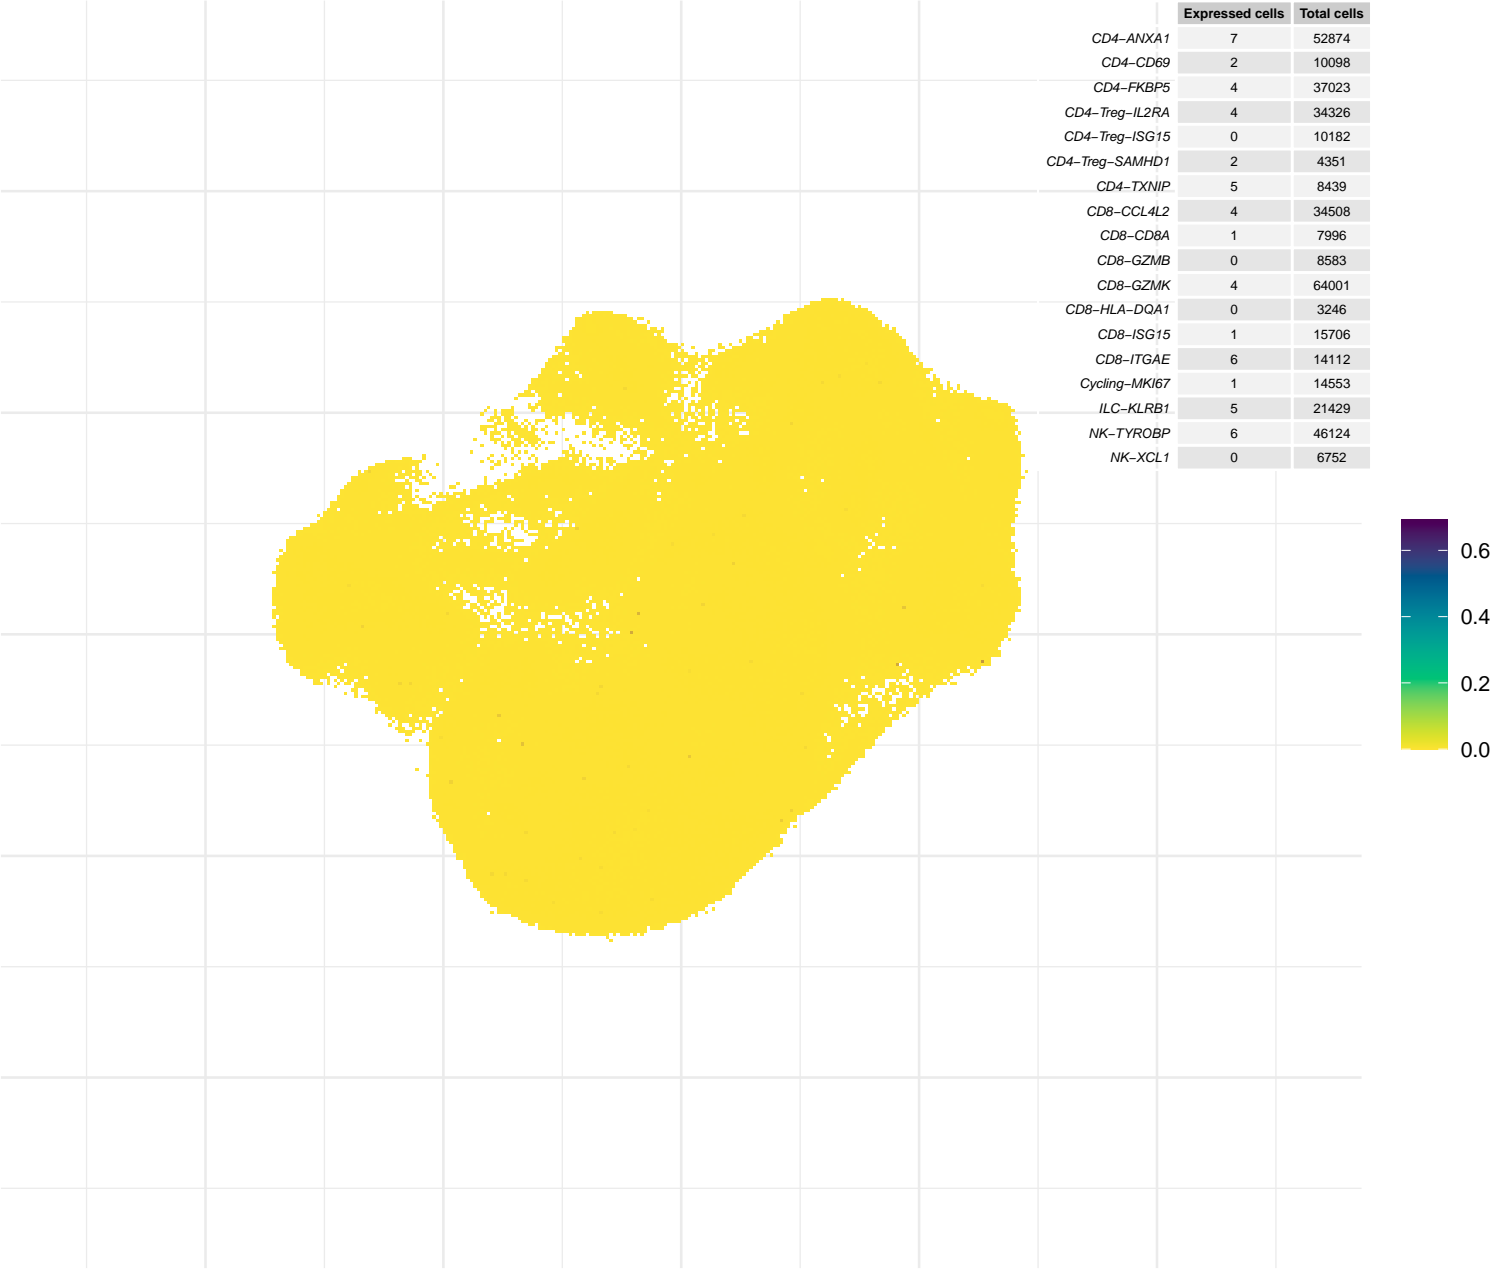 Expressed cells Total cells
CD4−ANXA1 7 52874
CD4−CD69 2 10098
CD4−FKBP5 4 37023
CD4−Treg−IL2RA 4 34326
CD4−Treg−ISG15 0 10182
CD4−Treg−SAMHD1 2 4351
CD4−TXNIP 5 8439
CD8−CCL4L2 4 34508
CD8−CD8A 1 7996
CD8−GZMB 0 8583
CD8−GZMK 4 64001
CD8−HLA−DQA1 0 3246
CD8−ISG15 1 15706
CD8−ITGAE 6 14112
Cycling−MKI67 1 14553
ILC−KLRB1 5 21429
NK−TYROBP 6 46124
NK−XCL1 0 6752
0.6
0.4
0.2
0.0